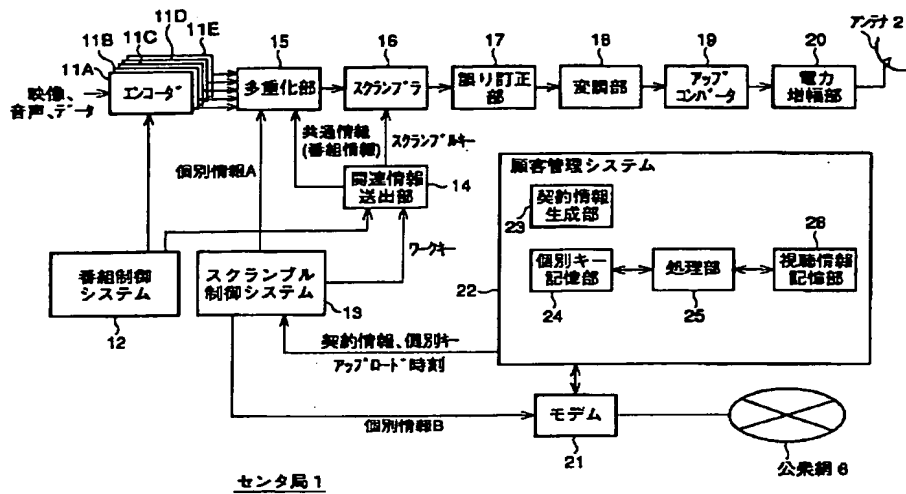 11A
11B
11C
11D
11E
15
16
17
18
19
20
アンテナ 2
映像、
音声、データ
エンコーダ
多重化部
スクランブラ
誤り訂正
部
変調部
アップ
コンバータ
電力
増幅部
共通情報
(番組情報)
スクランブルキー
個別情報A
関連情報
送出部
14
ワークキー
番組制御
システム
12
スクランブル
制御システム
13
顧客管理システム
契約情報
生成部
23
個別キー
記憶部
24
処理部
25
視聴情報
記憶部
26
22
契約情報、個別キー
アップロード時刻
個別情報B
モデム
21
公衆網 6
センタ局 1